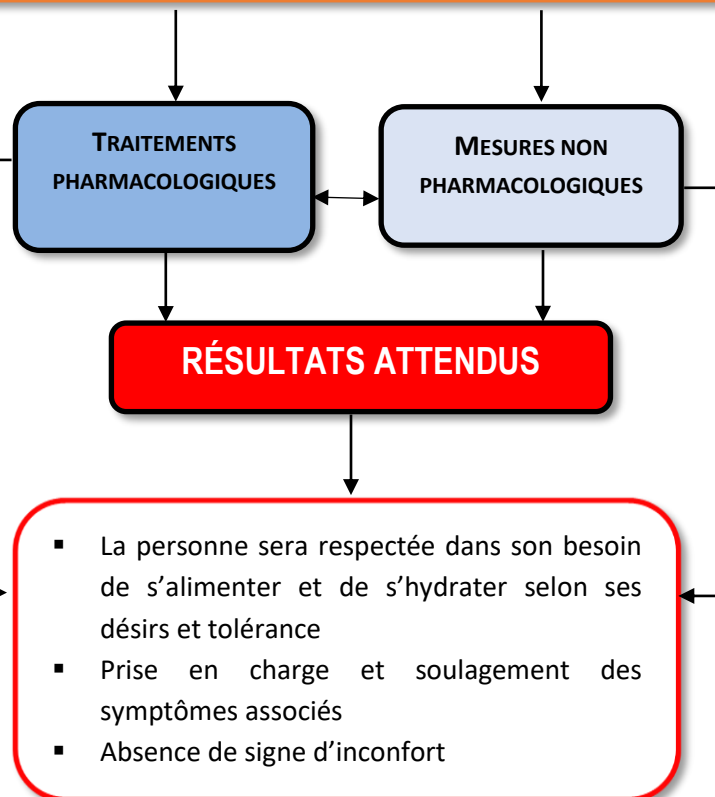 TRAITEMENTS
PHARMACOLOGIQUES
MESURES NON
PHARMACOLOGIQUES
RÉSULTATS ATTENDUS
▪ La personne sera respectée dans son besoin
de s’alimenter et de s’hydrater selon ses
désirs et tolérance
▪ Prise en charge et soulagement des
symptômes associés
▪ Absence de signe d’inconfort